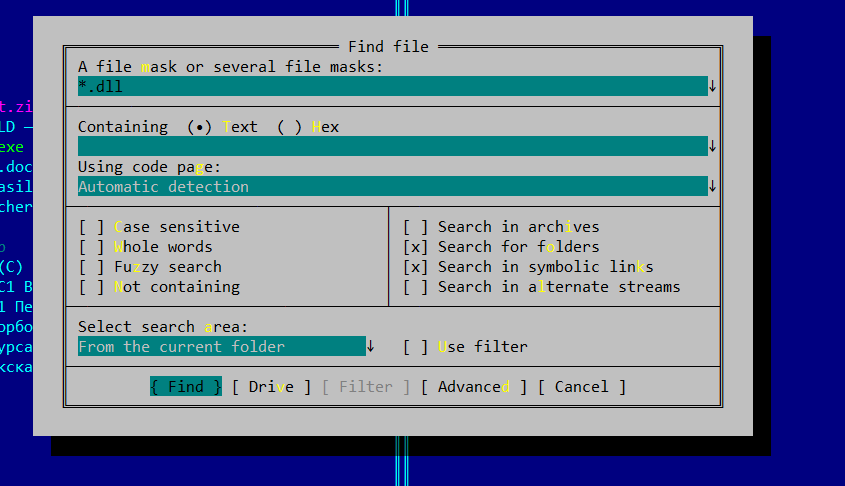 Find file
A file mask or several file masks:
*.dll
t.zi
Containing (•) Text ( ) Hex
LD —
exe
.doc
Using code page:
asil
Automatic detection
cher
[ ] Case sensitive
[ ] Search in archives
[ ] Whole words
[x] Search for folders
(C)
[ ] Fuzzy search
[x] Search in symbolic links
C1 В
[ ] Not containing
[ ] Search in alternate streams
l Пе
Select search area:
орбо
урса
From the current folder
[ ] Use filter
кска
{ Find } [ Drive ] [ Filter ] [ Advanced ] [ Cancel ]